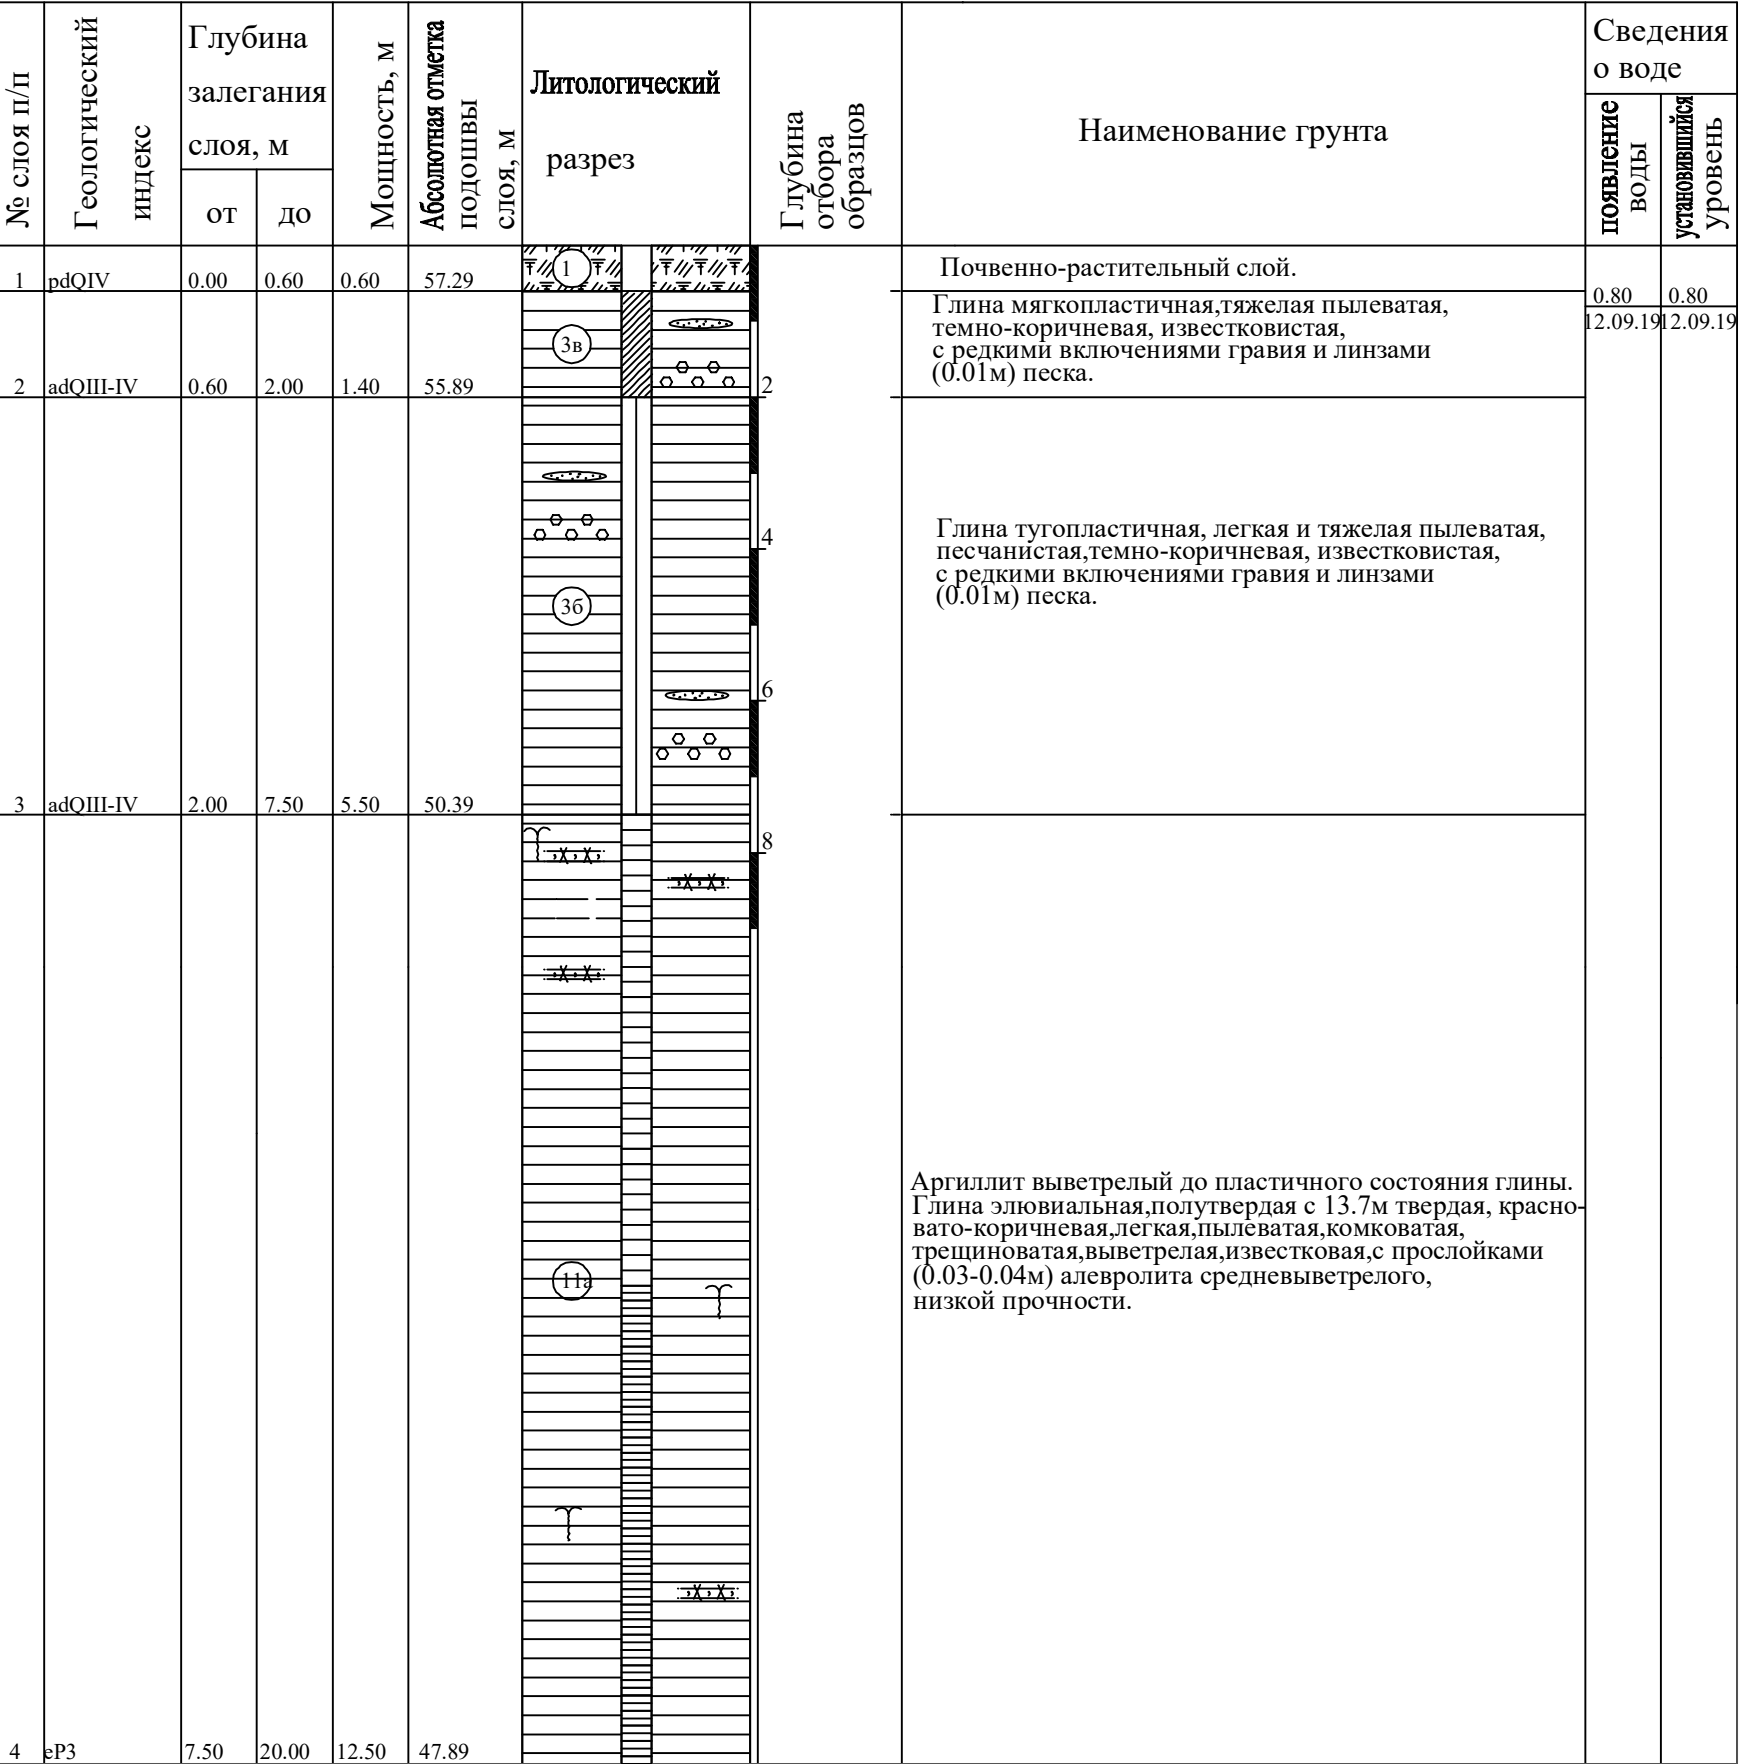 № слоя п/п
Геологический
индекс
Глубина
залегания
слоя, м
от
до
Мощность, м
Абсолютная отметка
подошвы
слоя, м
Литологический
разрез
Глубина
отбора
образцов
Наименование грунта
Сведения
о воде
появление
воды
установившийся
уровень
1 pdQIV 0.00 0.60 0.60 57.29
1
Почвенно-растительный слой.
0.80 0.80
12.09.19 12.09.19
Глина мягкопластичная,тяжелая пылеватая,
темно-коричневая, известковистая,
с редкими включениями гравия и линзами
(0.01м) песка.
3в
2 adQIII-IV 0.60 2.00 1.40 55.89
2
4
Глина тугопластичная, легкая и тяжелая пылеватая,
песчанистая,темно-коричневая, известковистая,
с редкими включениями гравия и линзами
(0.01м) песка.
3б
6
3 adQIII-IV 2.00 7.50 5.50 50.39
8
Аргиллит выветрелый до пластичного состояния глины.
Глина элювиальная,полутвердая с 13.7м твердая, красно-
вато-коричневая,легкая,пылеватая,комковатая,
трещиноватая,выветрелая,известковая,с прослойками
(0.03-0.04м) алевролита средневыветрелого,
низкой прочности.
11а
4 eP3 7.50 20.00 12.50 47.89